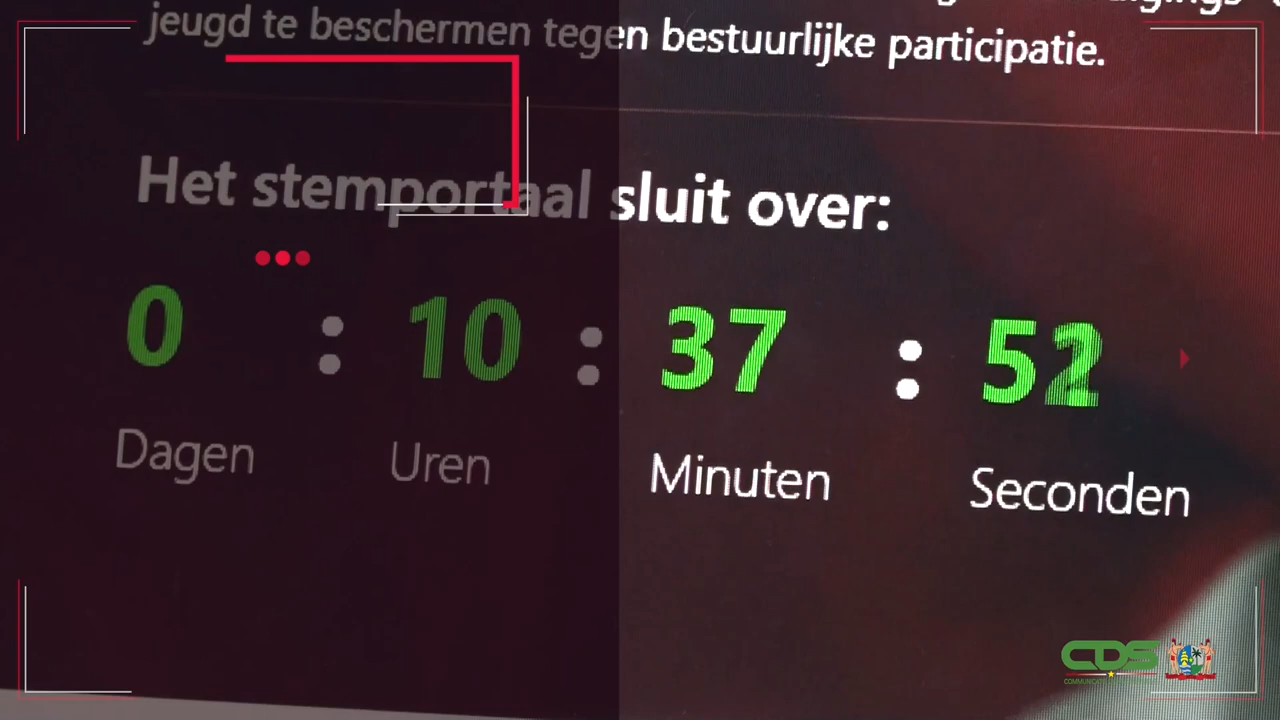 jeugd te beschermen tegen bestuurlijke participatie.
Het stemportaal sluit over:
0 : 10 : 37 : 52
Dagen Uren Minuten Seconden
CDS